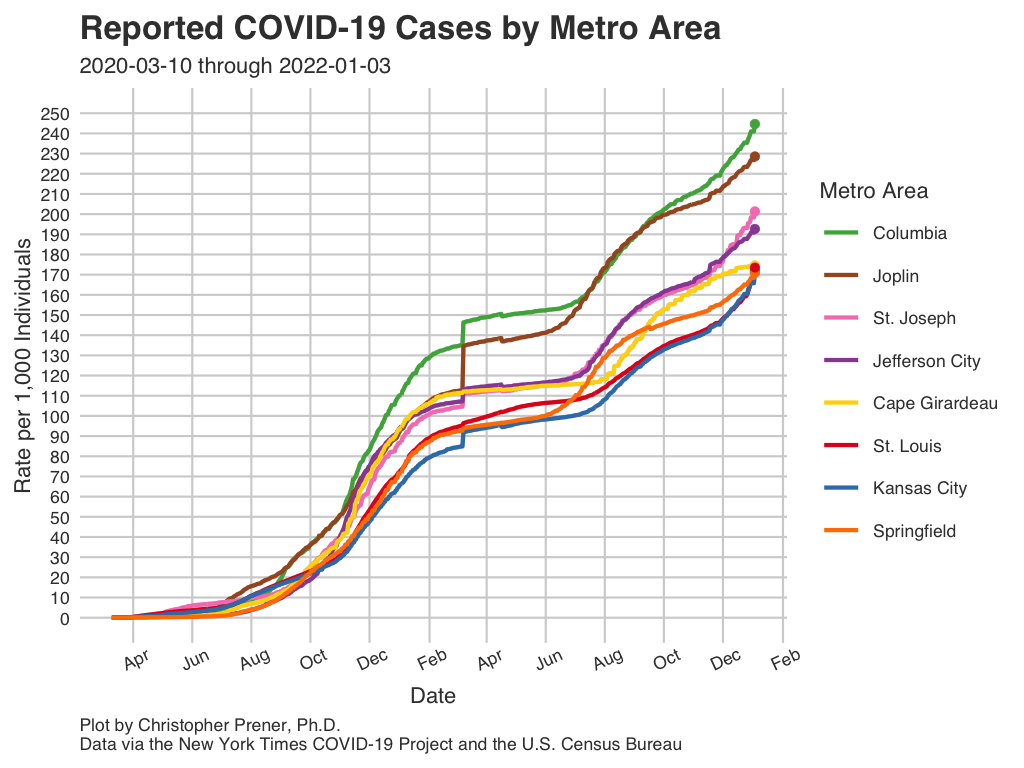 Reported COVID-19 Cases by Metro Area
2020-03-10 through 2022-01-03
Rate per 1,000 Individuals
250
240
230
220
210
200
190
180
170
160
150
140
130
120
110
100
90
80
70
60
50
40
30
20
10
0
Apr Jun Aug Oct Dec Feb Apr Jun Aug Oct Dec Feb
Date
Metro Area
Columbia
Joplin
St. Joseph
Jefferson City
Cape Girardeau
St. Louis
Kansas City
Springfield
Plot by Christopher Prener, Ph.D.
Data via the New York Times COVID-19 Project and the U.S. Census Bureau